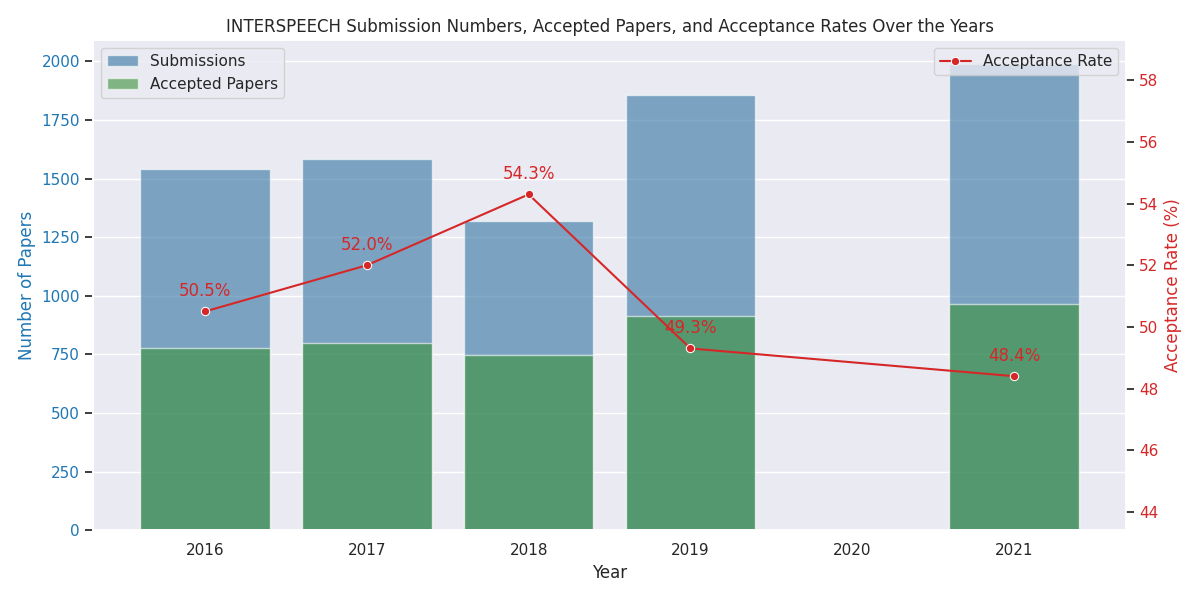 INTERSPEECH Submission Numbers, Accepted Papers, and Acceptance Rates Over the Years
Submissions
Accepted Papers
Acceptance Rate
Number of Papers
2000
1750
1500
1250
1000
750
500
250
0
50.5%
52.0%
54.3%
49.3%
48.4%
58
56
54
52
50
48
46
44
Acceptance Rate (%)
2016 2017 2018 2019 2020 2021
Year